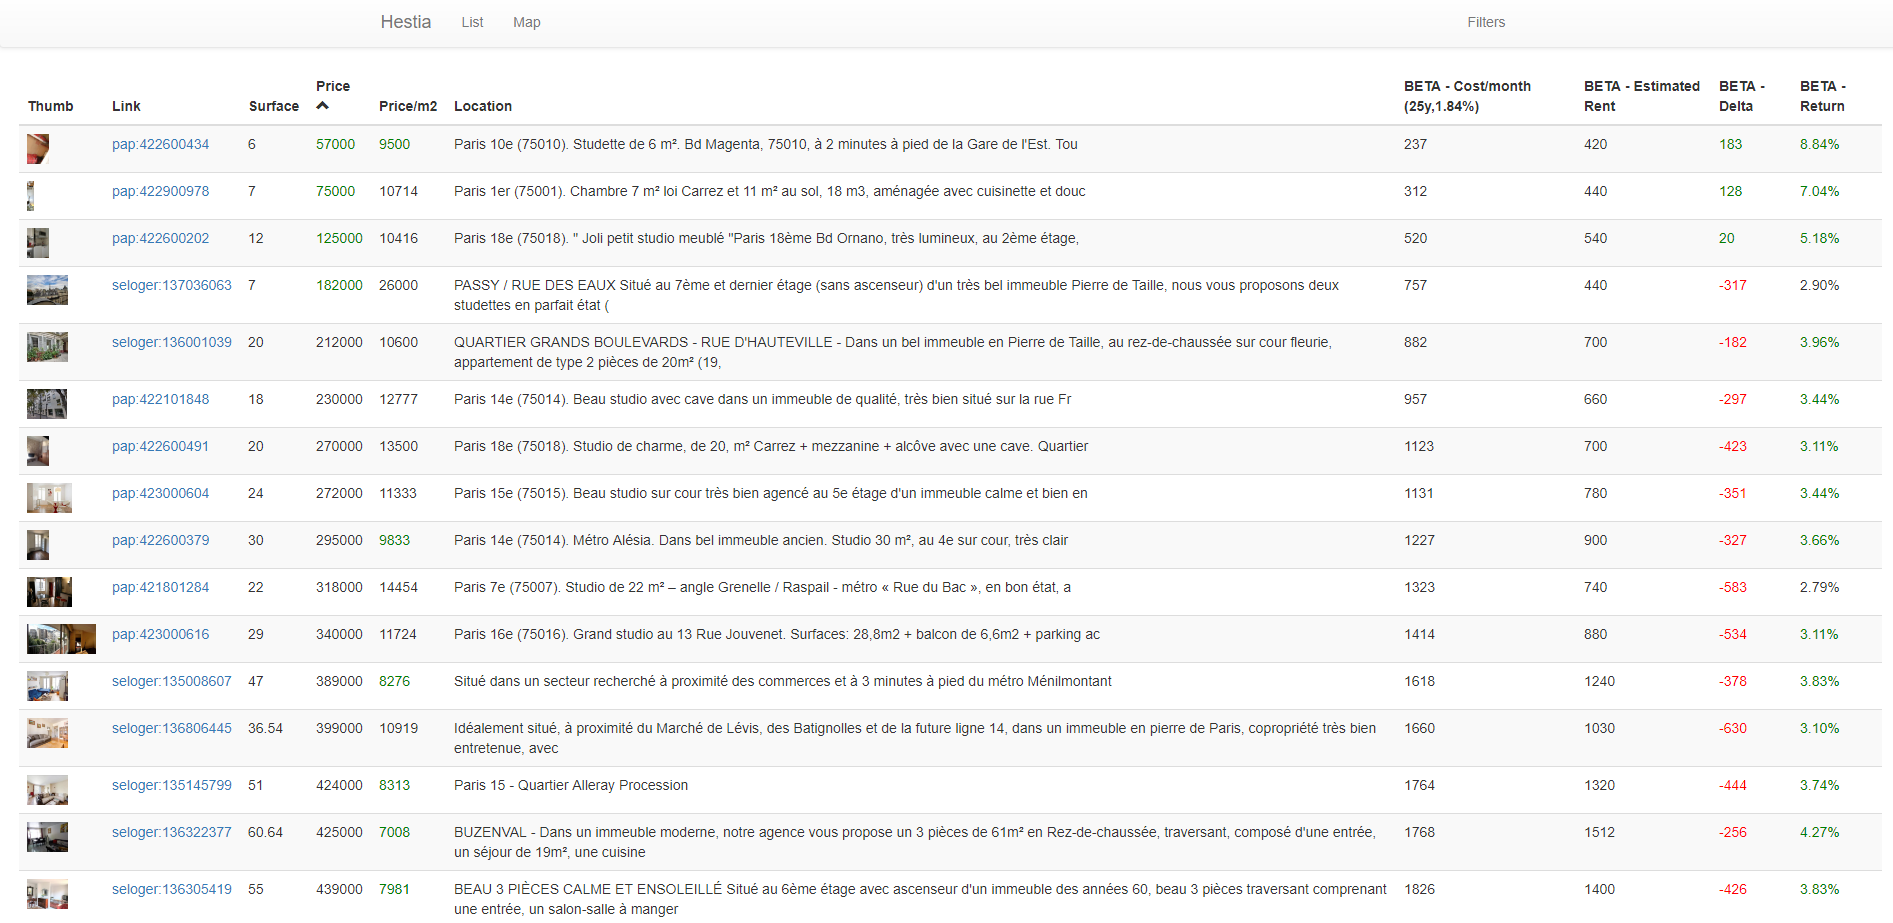 Hestia List Map Filters
Price BETA - Cost/month BETA - Estimated BETA - BETA -
Thumb Link Surface Price/m2 Location (25y,1.84%) Rent Delta Return
pap:422600434 6 57000 9500 Paris 10e (75010). Studette de 6 m². Bd Magenta, 75010, à 2 minutes à pied de la Gare de l'Est. Tou 237 420 183 8.84%
pap:422900978 7 75000 10714 Paris 1er (75001). Chambre 7 m² loi Carrez et 11 m² au sol, 18 m3, aménagée avec cuisinette et douc 312 440 128 7.04%
pap:422600202 12 125000 10416 Paris 18e (75018). " Joli petit studio meublé "Paris 18ème Bd Ornano, très lumineux, au 2ème étage, 520 540 20 5.18%
seloger:137036063 7 182000 26000 PASSY / RUE DES EAUX Situé au 7ème et dernier étage (sans ascenseur) d'un très bel immeuble Pierre de Taille, nous vous proposons deux 757 440 -317 2.90%
studettes en parfait état (
seloger:136001039 20 212000 10600 QUARTIER GRANDS BOULEVARDS - RUE D'HAUTEVILLE - Dans un bel immeuble en Pierre de Taille, au rez-de-chaussée sur cour fleurie, 882 700 -182 3.96%
appartement de type 2 pièces de 20m² (19,
pap:422101848 18 230000 12777 Paris 14e (75014). Beau studio avec cave dans un immeuble de qualité, très bien situé sur la rue Fr 957 660 -297 3.44%
pap:422600491 20 270000 13500 Paris 18e (75018). Studio de charme, de 20, m² Carrez + mezzanine + alcôve avec une cave. Quartier 1123 700 -423 3.11%
pap:423000604 24 272000 11333 Paris 15e (75015). Beau studio sur cour très bien agencé au 5e étage d'un immeuble calme et bien en 1131 780 -351 3.44%
pap:422600379 30 295000 9833 Paris 14e (75014). Métro Alésia. Dans bel immeuble ancien. Studio 30 m², au 4e sur cour, très clair 1227 900 -327 3.66%
pap:421801284 22 318000 14454 Paris 7e (75007). Studio de 22 m² – angle Grenelle / Raspail - métro « Rue du Bac », en bon état, a 1323 740 -583 2.79%
pap:423000616 29 340000 11724 Paris 16e (75016). Grand studio au 13 Rue Jouvenet. Surfaces: 28,8m2 + balcon de 6,6m2 + parking ac 1414 880 -534 3.11%
seloger:135008607 47 389000 8276 Situé dans un secteur recherché à proximité des commerces et à 3 minutes à pied du métro Ménilmontant 1618 1240 -378 3.83%
seloger:136806445 36.54 399000 10919 Idéalement situé, à proximité du Marché de Lévis, des Batignolles et de la future ligne 14, dans un immeuble en pierre de Paris, copropriété très bien 1660 1030 -630 3.10%
entretenue, avec
seloger:135145799 51 424000 8313 Paris 15 - Quartier Alleray Procession 1764 1320 -444 3.74%
seloger:136322377 60.64 425000 7008 BUZENVAL - Dans un immeuble moderne, notre agence vous propose un 3 pièces de 61m² en Rez-de-chaussée, traversant, composé d'une entrée, 1768 1512 -256 4.27%
un séjour de 19m², une cuisine
seloger:136305419 55 439000 7981 BEAU 3 PIÈCES CALME ET ENSOLEILLÉ Situé au 6ème étage avec ascenseur d'un immeuble des années 60, beau 3 pièces traversant comprenant 1826 1400 -426 3.83%
une entrée, un salon-salle à manger